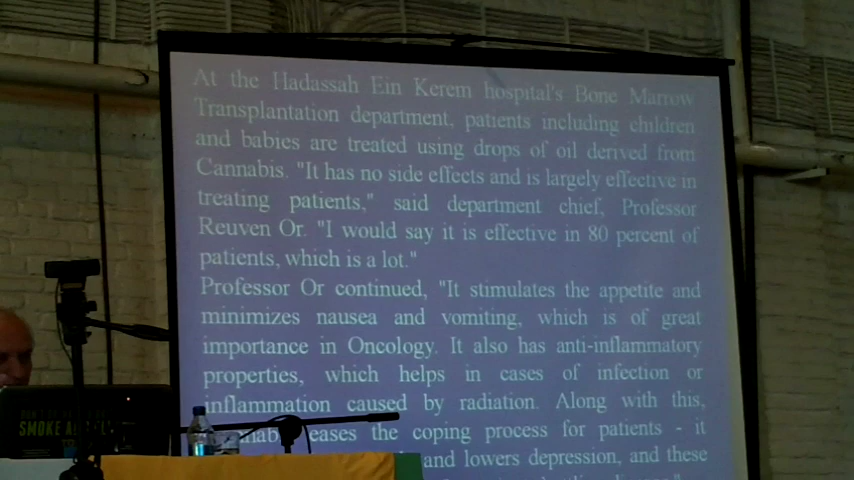 At the Hadassah Ein Kerem hospital's Bone Marrow
Transplantation department, patients including children
and babies are treated using drops of oil derived from
Cannabis. "It has no side effects and is largely effective in
treating patients," said department chief, Professor
Reuven Or. "I would say it is effective in 80 percent of
patients, which is a lot."
Professor Or continued, "It stimulates the appetite and
minimizes nausea and vomiting, which is of great
importance in Oncology. It also has anti-inflammatory
properties, which helps in cases of infection or
inflammation caused by radiation. Along with this,
eases the coping process for patients - it
and lowers depression, and these
SMOKE